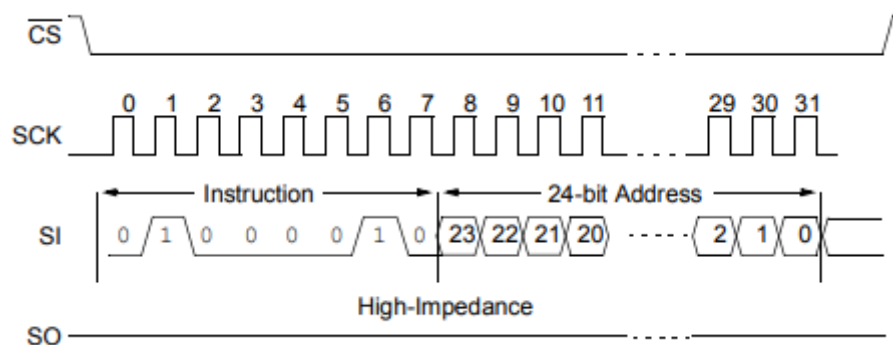 CS
0 1 2 3 4 5 6 7 8 9 10 11 29 30 31
SCK
Instruction 24-bit Address
SI 0 1 0 0 0 0 1 0 23 22 21 20 2 1 0
High-Impedance
SO